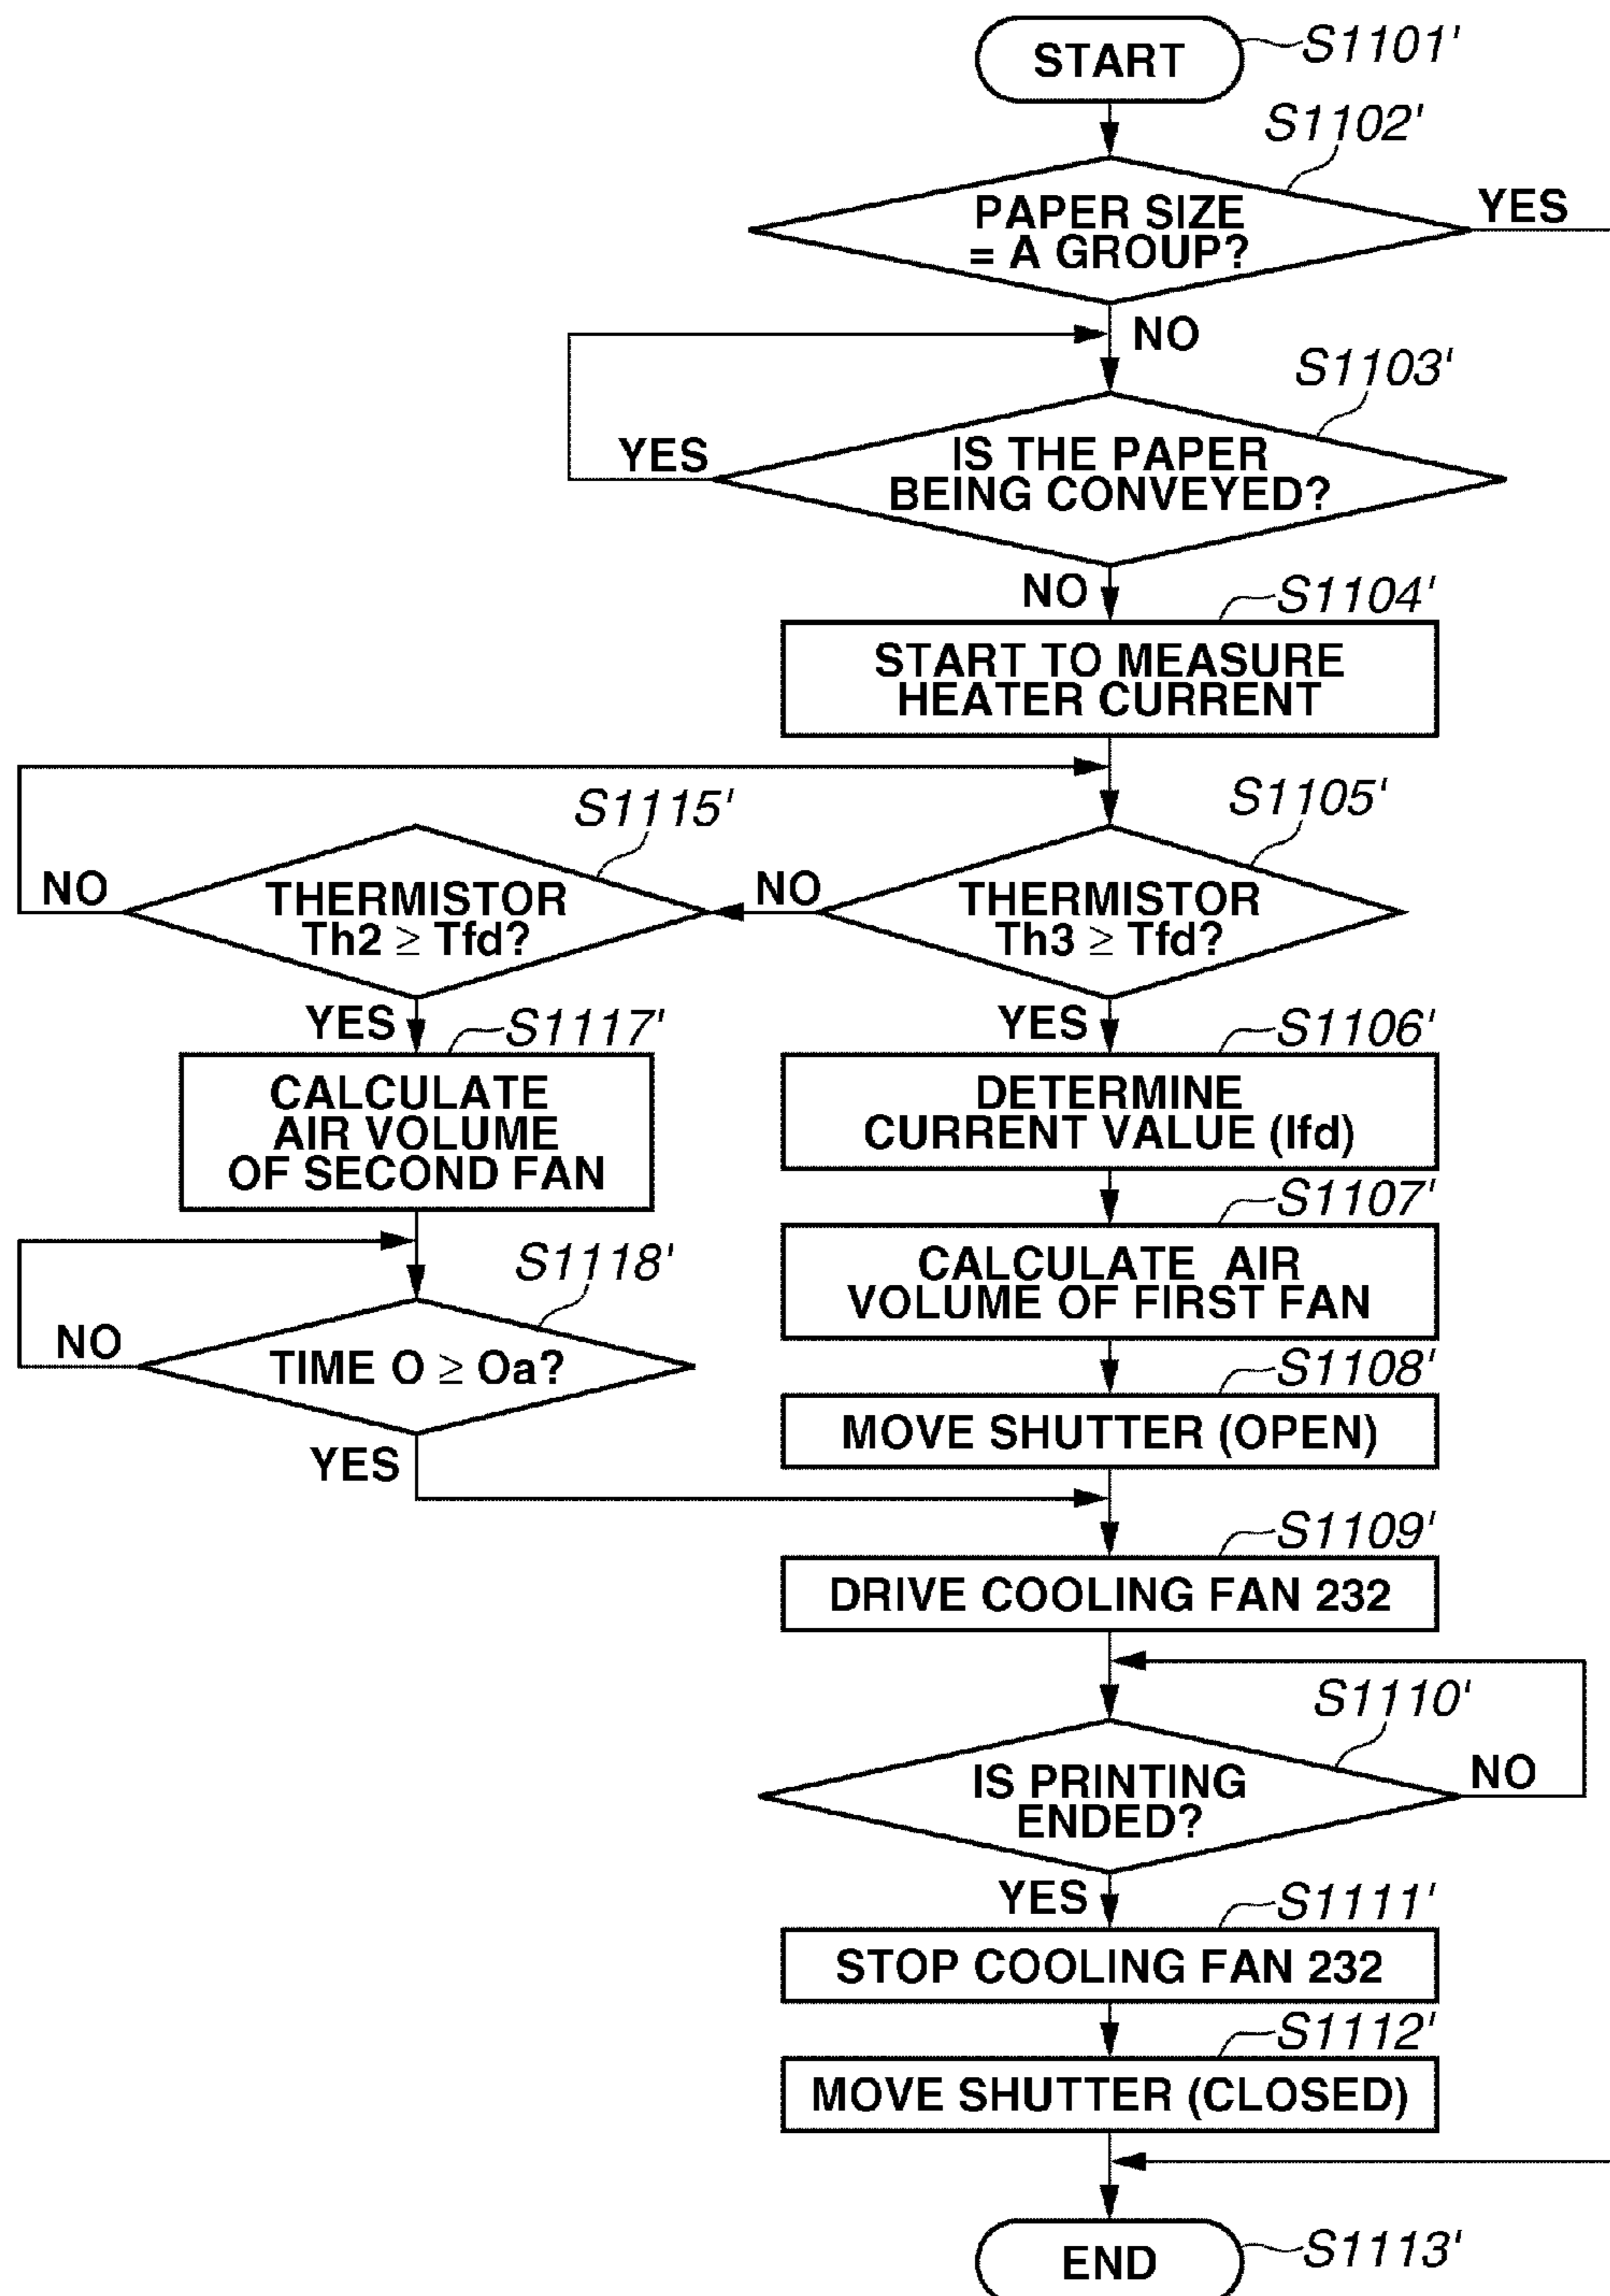 START
S1101'
S1102'
PAPER SIZE
= A GROUP?
YES
NO
S1103'
IS THE PAPER
BEING CONVEYED?
YES
NO
S1104'
START TO MEASURE
HEATER CURRENT
S1105'
THERMISTOR
Th3 ≥ Tfd?
NO
S1115'
THERMISTOR
Th2 ≥ Tfd?
NO
YES
S1117'
CALCULATE
AIR VOLUME
OF SECOND FAN
S1118'
TIME O ≥ Oa?
NO
YES
YES
S1106'
DETERMINE
CURRENT VALUE (Ifd)
S1107'
CALCULATE AIR
VOLUME OF FIRST FAN
S1108'
MOVE SHUTTER (OPEN)
S1109'
DRIVE COOLING FAN 232
S1110'
IS PRINTING
ENDED?
NO
YES
S1111'
STOP COOLING FAN 232
S1112'
MOVE SHUTTER (CLOSED)
END
S1113'